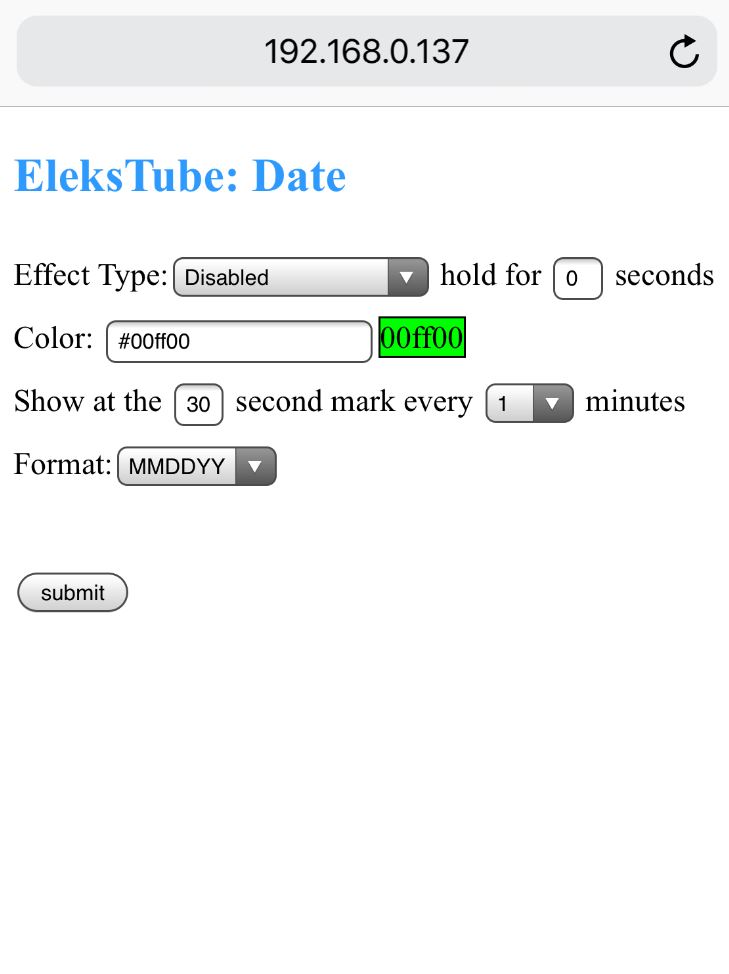 192.168.0.137
EleksTube: Date
Effect Type: Disabled hold for 0 seconds
Color: #00ff00 00ff00
Show at the 30 second mark every 1 minutes
Format: MMDDYY
submit